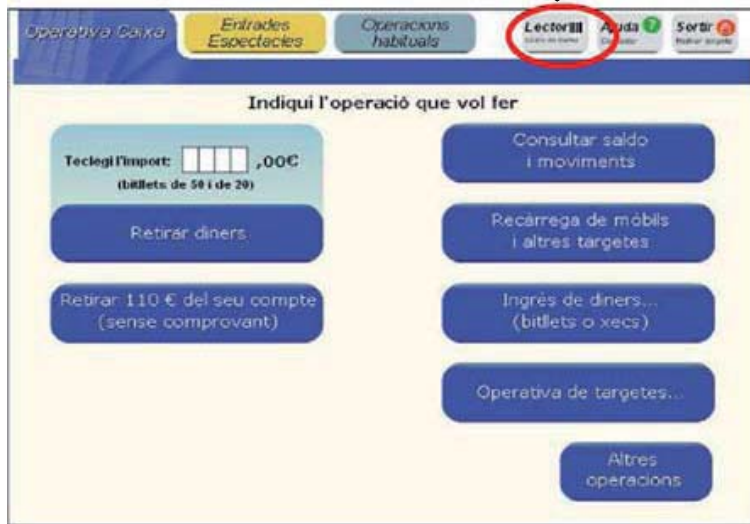 Operativa Caixa
Entrades
Espectacles
Operacions
habituals
Lector
Ajuda ?
Sortir
Indiqui l'operació que vol fer
Teclegi l'import: ,00€
(bitllets de 50 i de 20)
Retirar diners
Retirar 110 € del seu compte
(sense comprovant)
Consultar saldo
i moviments
Recàrrega de mòbils
i altres targetes
Ingrés de diners...
(bitllets o xecs)
Operativa de targetes...
Altres
operacions